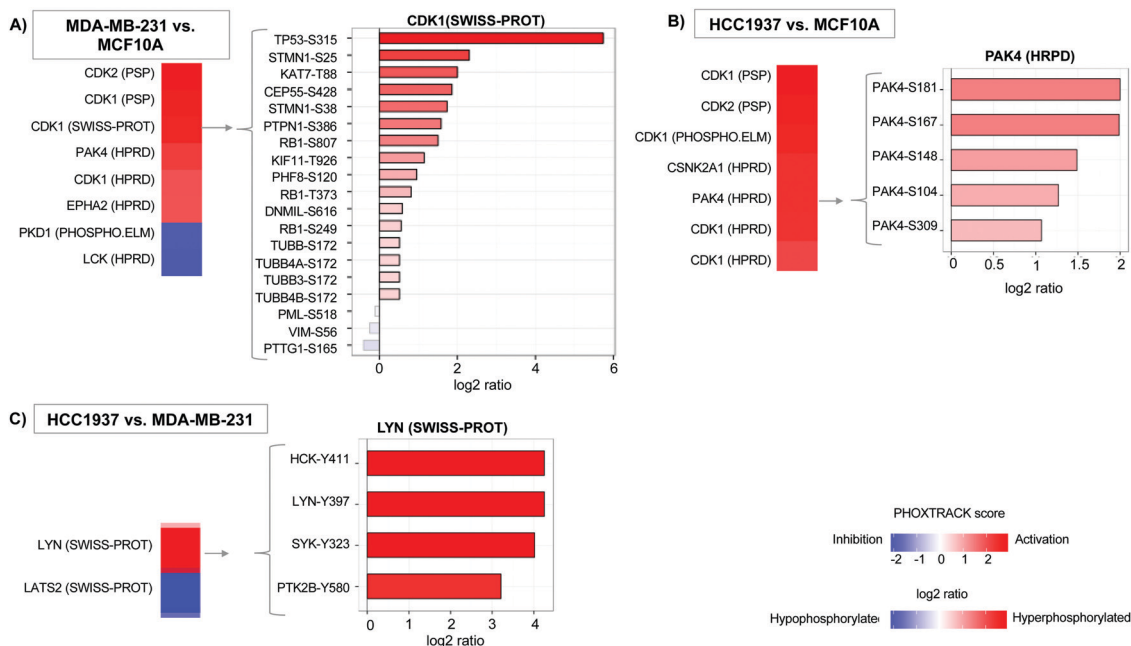 A)
MDA-MB-231 vs.
MCF10A
CDK2 (PSP)
CDK1 (PSP)
CDK1 (SWISS-PROT)
PAK4 (HPRD)
CDK1 (HPRD)
EPHA2 (HRPD)
PKD1 (PHOSPHO.ELM)
LCK (HPRD)
CDK1(SWISS-PROT)
TP53-S315
STMN1-S25
KAT7-T88
CEP55-S428
STMN1-S38
PTPN1-S386
RB1-S807
KIF11-T926
PHF8-S120
RB1-T373
DNMIL-S616
RB1-S249
TUBB-S172
TUBB4A-S172
TUBB3-S172
TUBB4B-S172
PML-S518
VIM-S56
PTTG1-S165
0 2 4 6
log2 ratio
B)
HCC1937 vs. MCF10A
CDK1 (PSP)
CDK2 (PSP)
CDK1 (PHOSPHO.ELM)
CSNK2A1 (HPRD)
PAK4 (HPRD)
CDK1 (HPRD)
CDK1 (HPRD)
PAK4 (HRPD)
PAK4-S181
PAK4-S167
PAK4-S148
PAK4-S104
PAK4-S309
0 0.5 1 1.5 2
log2 ratio
C)
HCC1937 vs. MDA-MB-231
LYN (SWISS-PROT)
LATS2 (SWISS-PROT)
LYN (SWISS-PROT)
HCK-Y411
LYN-Y397
SYK-Y323
PTK2B-Y580
0 1 2 3 4
log2 ratio
PHOXTRACK score
Inhibition
Activation
-2 -1 0 1 2
log2 ratio
Hypophosphorylated
Hyperphosphorylated
-2 -1 0 1 2